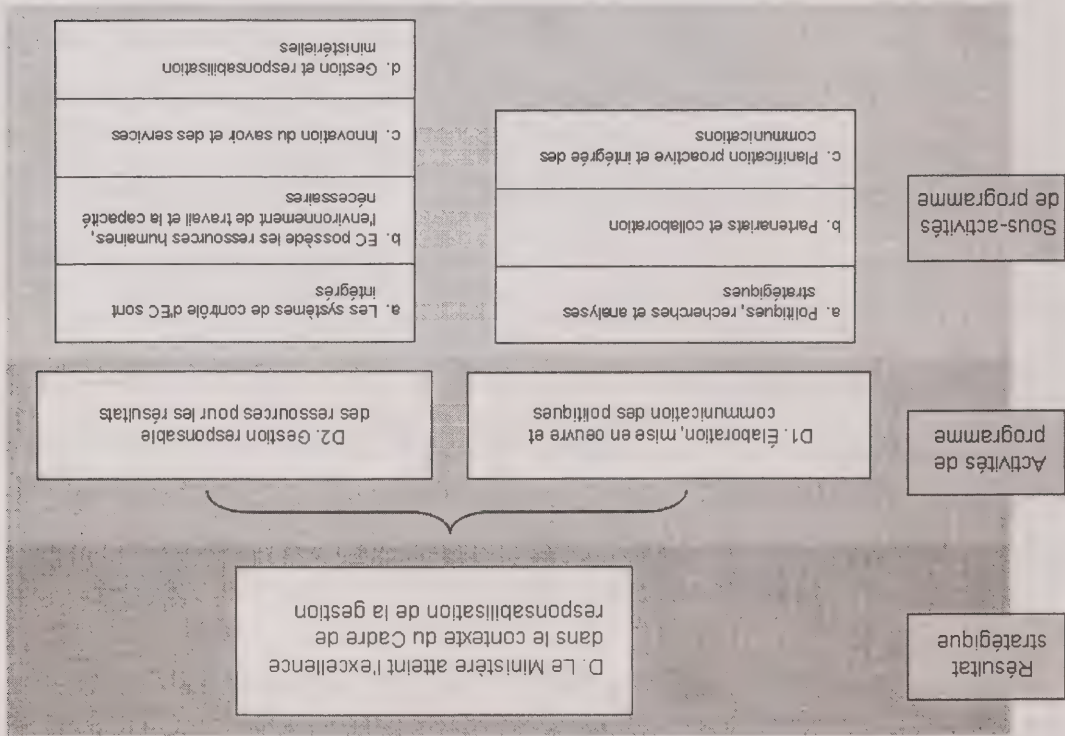 Résultat
stratégique
D. Le Ministère atteint l'excellence
dans le contexte du Cadre de
responsabilisation de la gestion
Activités de
programme
D1. Élaboration, mise en oeuvre et
communication des politiques
D2. Gestion responsable
des ressources pour les résultats
Sous-activités
de programme
a. Politiques, recherches et analyses
stratégiques
b. Partenariats et collaboration
c. Planification proactive et intégrée des
communications
a. Les systèmes de contrôle d'EC sont
intégrés
b. EC possède les ressources humaines,
l'environnement de travail et la capacité
nécessaires
c. Innovation du savoir et des services
d. Gestion et responsabilisation
ministérielles